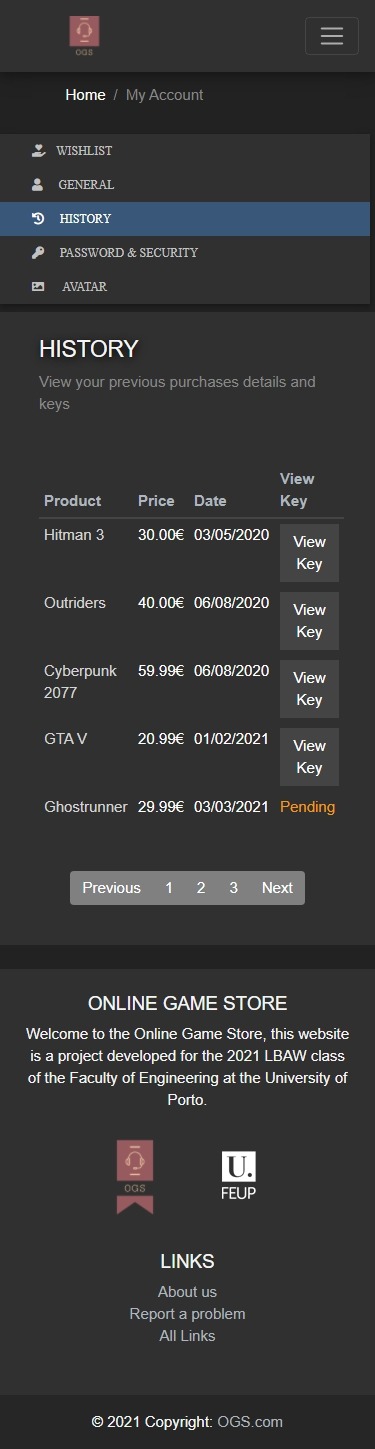 OGS
Home / My Account
WISHLIST
GENERAL
HISTORY
PASSWORD & SECURITY
AVATAR
HISTORY
View your previous purchases details and
keys
Product Price Date View Key
Hitman 3 30.00€ 03/05/2020 View Key
Outriders 40.00€ 06/08/2020 View Key
Cyberpunk 2077 59.99€ 06/08/2020 View Key
GTA V 20.99€ 01/02/2021 View Key
Ghostrunner 29.99€ 03/03/2021 Pending
Previous 1 2 3 Next
ONLINE GAME STORE
Welcome to the Online Game Store, this website
is a project developed for the 2021 LBAW class
of the Faculty of Engineering at the University of
Porto.
OGS
U.
FEUP
LINKS
About us
Report a problem
All Links
© 2021 Copyright: OGS.com